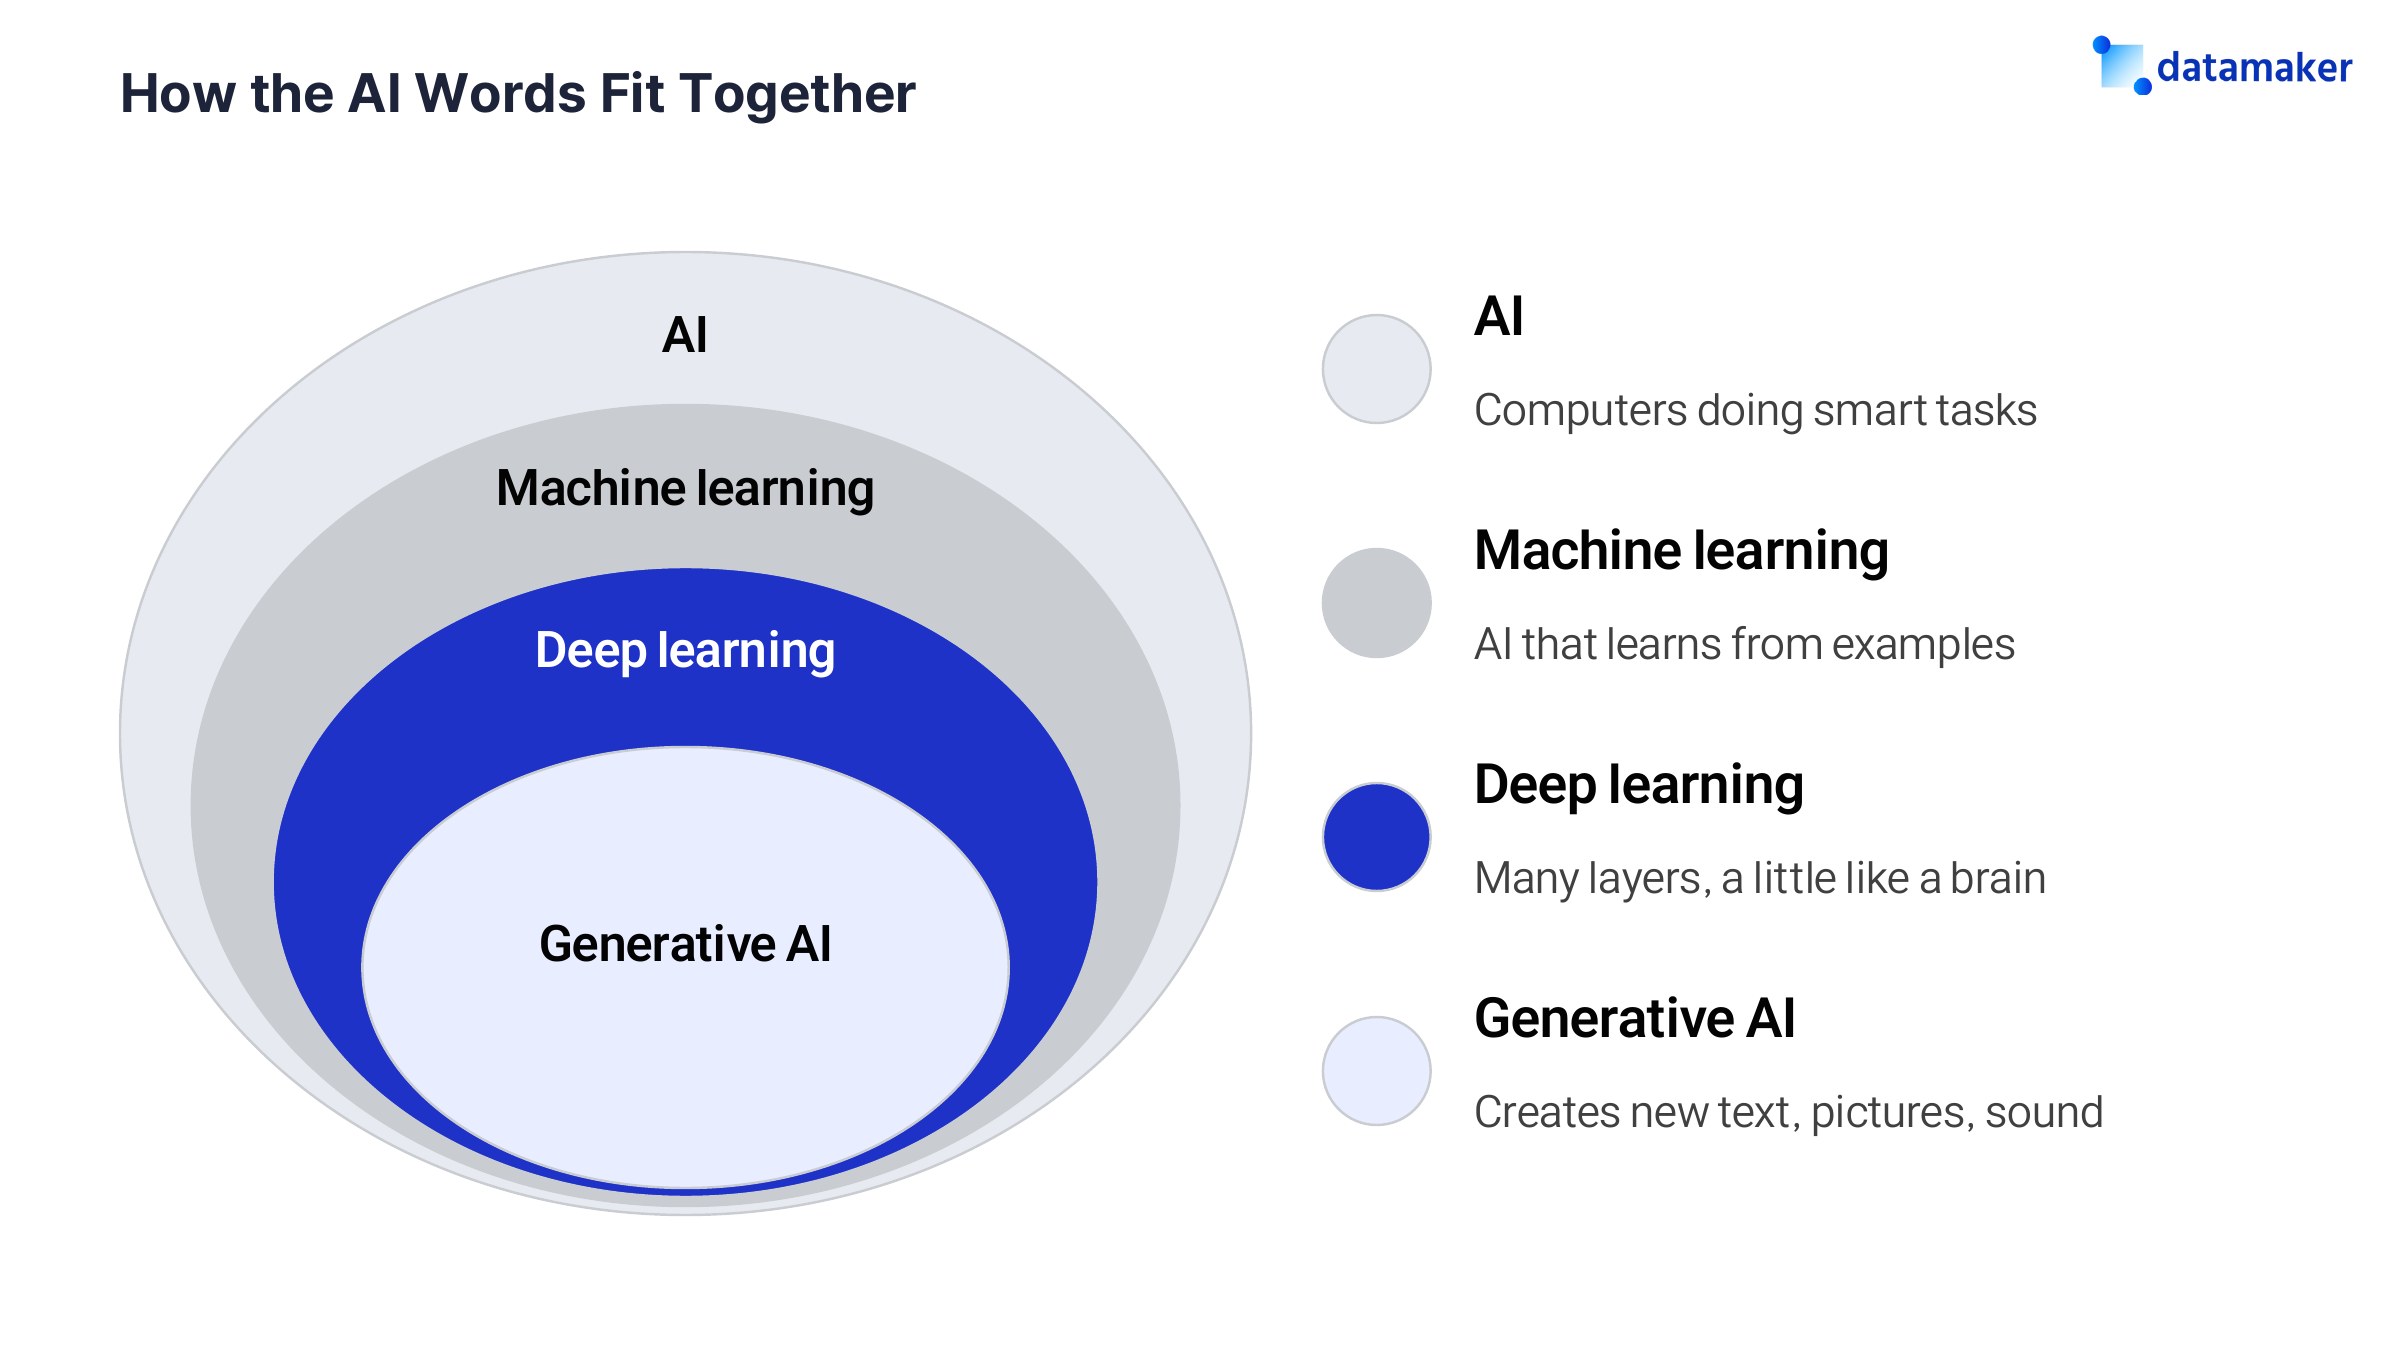 How the AI Words Fit Together
datamaker
AI
Machine learning
Deep learning
Generative AI
AI
Computers doing smart tasks
Machine learning
AI that learns from examples
Deep learning
Many layers, a little like a brain
Generative AI
Creates new text, pictures, sound